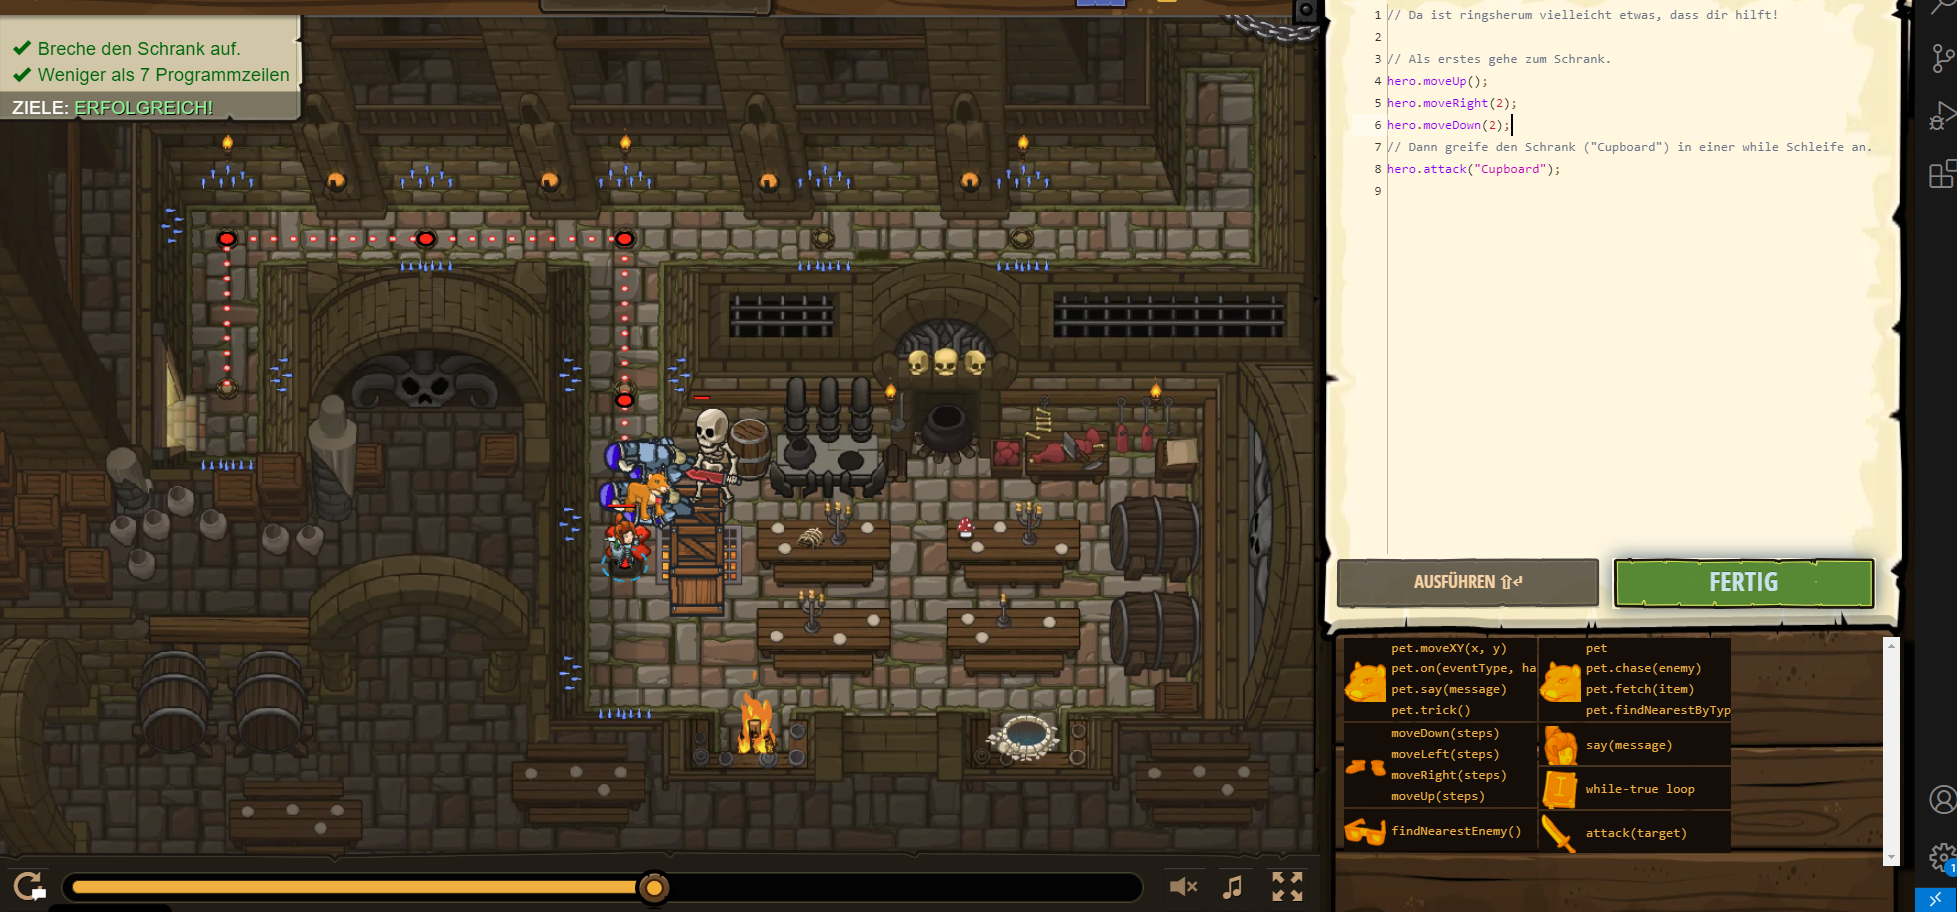 Breche den Schrank auf.
Weniger als 7 Programmzeilen
ZIELE: ERFOLGREICH!
1 // Da ist ringsherum vielleicht etwas, dass dir hilft!
2
3 // Als erstes gehe zum Schrank.
4 hero.moveUp();
5 hero.moveRight(2);
6 hero.moveDown(2);
7 // Dann greife den Schrank ("Cupboard") in einer while Schleife an.
8 hero.attack("Cupboard");
9
AUSFÜHREN ⇧↵
FERTIG
pet.moveXY(x, y)
pet.on(eventType, ha
pet.say(message)
pet.trick()
moveDown(steps)
moveLeft(steps)
moveRight(steps)
moveUp(steps)
findNearestEnemy()
pet
pet.chase(enemy)
pet.fetch(item)
pet.findNearestByTyp
say(message)
while-true loop
attack(target)
1